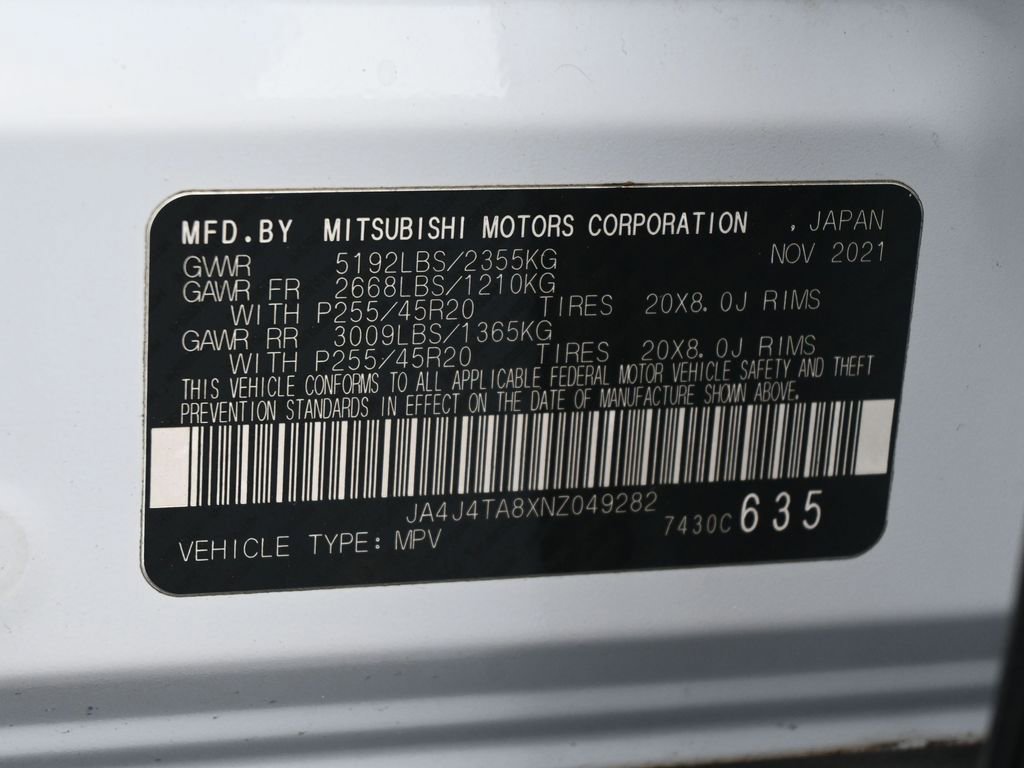 MFD.BY MITSUBISHI MOTORS CORPORATION , JAPAN
NOV 2021
GVWR 5192LBS/2355KG
GAWR FR 2668LBS/1210KG
WITH P255/45R20 TIRES 20X8.0J RIMS
GAWR RR 3009LBS/1365KG
WITH P255/45R20 TIRES 20X8.0J RIMS
THIS VEHICLE CONFORMS TO ALL APPLICABLE FEDERAL MOTOR VEHICLE SAFETY AND THEFT
PREVENTION STANDARDS IN EFFECT ON THE DATE OF MANUFACTURE SHOWN ABOVE.
JA4J4TA8XNZ049282
7430C 635
VEHICLE TYPE: MPV